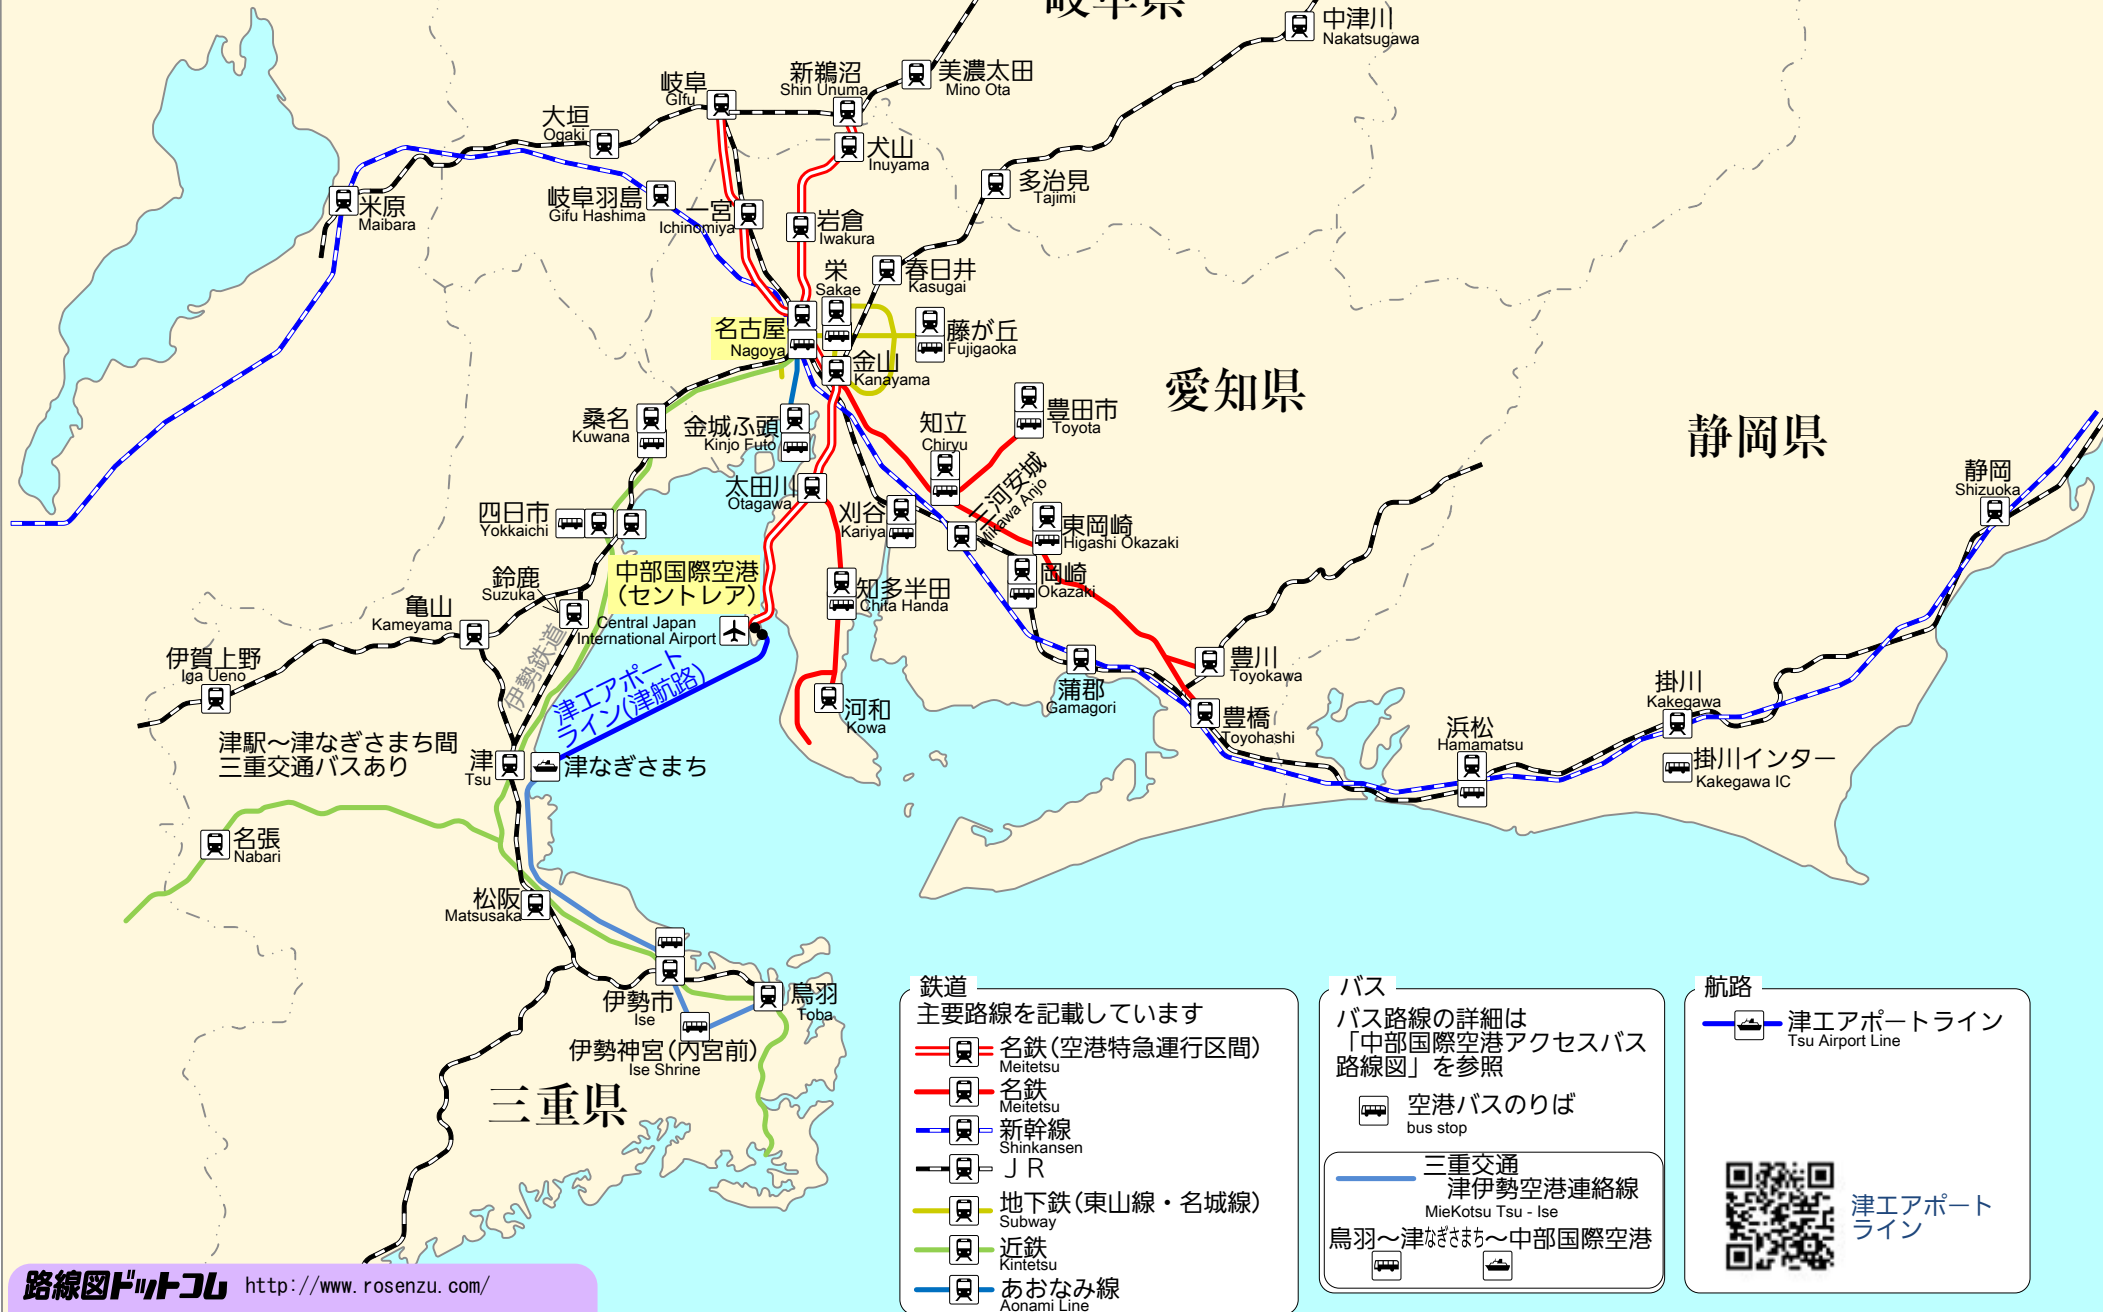 岐阜県
中津川
Nakatsugawa
岐阜
Gifu
新鵜沼
Shin Unuma
美濃太田
Mino Ota
大垣
Ogaki
犬山
Inuyama
米原
Maibara
岐阜羽島
Gifu Hashima
一宮
Ichinomiya
岩倉
Iwakura
多治見
Tajimi
栄
Sakae
春日井
Kasugai
名古屋
Nagoya
藤が丘
Fujigaoka
金山
Kanayama
愛知県
静岡県
桑名
Kuwana
金城ふ頭
Kinjo Futo
知立
Chiryu
豊田市
Toyota
三河安城
Mikawa Anjo
静岡
Shizuoka
太田川
Otagawa
四日市
Yokkaichi
刈谷
Kariya
東岡崎
Higashi Okazaki
中部国際空港
(セントレア)
Central Japan
International Airport
鈴鹿
Suzuka
知多半田
Chita Handa
岡崎
Okazaki
亀山
Kameyama
伊賀上野
Iga Ueno
伊勢鉄道
津エアポート
ライン(津航路)
河和
Kowa
蒲郡
Gamagori
豊川
Toyokawa
豊橋
Toyohashi
掛川
Kakegawa
浜松
Hamamatsu
掛川インター
Kakegawa IC
津駅～津なぎさまち間
三重交通バスあり
津
Tsu
津なぎさまち
名張
Nabari
松阪
Matsusaka
伊勢市
Ise
鳥羽
Toba
伊勢神宮(内宮前)
Ise Shrine
三重県
鉄道
主要路線を記載しています
名鉄(空港特急運行区間)
Meitetsu
名鉄
Meitetsu
新幹線
Shinkansen
ＪＲ
地下鉄(東山線・名城線)
Subway
近鉄
Kintetsu
あおなみ線
Aonami Line
バス
バス路線の詳細は
「中部国際空港アクセスバス
路線図」を参照
空港バスのりば
bus stop
三重交通
津伊勢空港連絡線
MieKotsu Tsu - Ise
鳥羽～津なぎさまち～中部国際空港
航路
津エアポートライン
Tsu Airport Line
津エアポート
ライン
路線図ドットコム http://www.rosenzu.com/